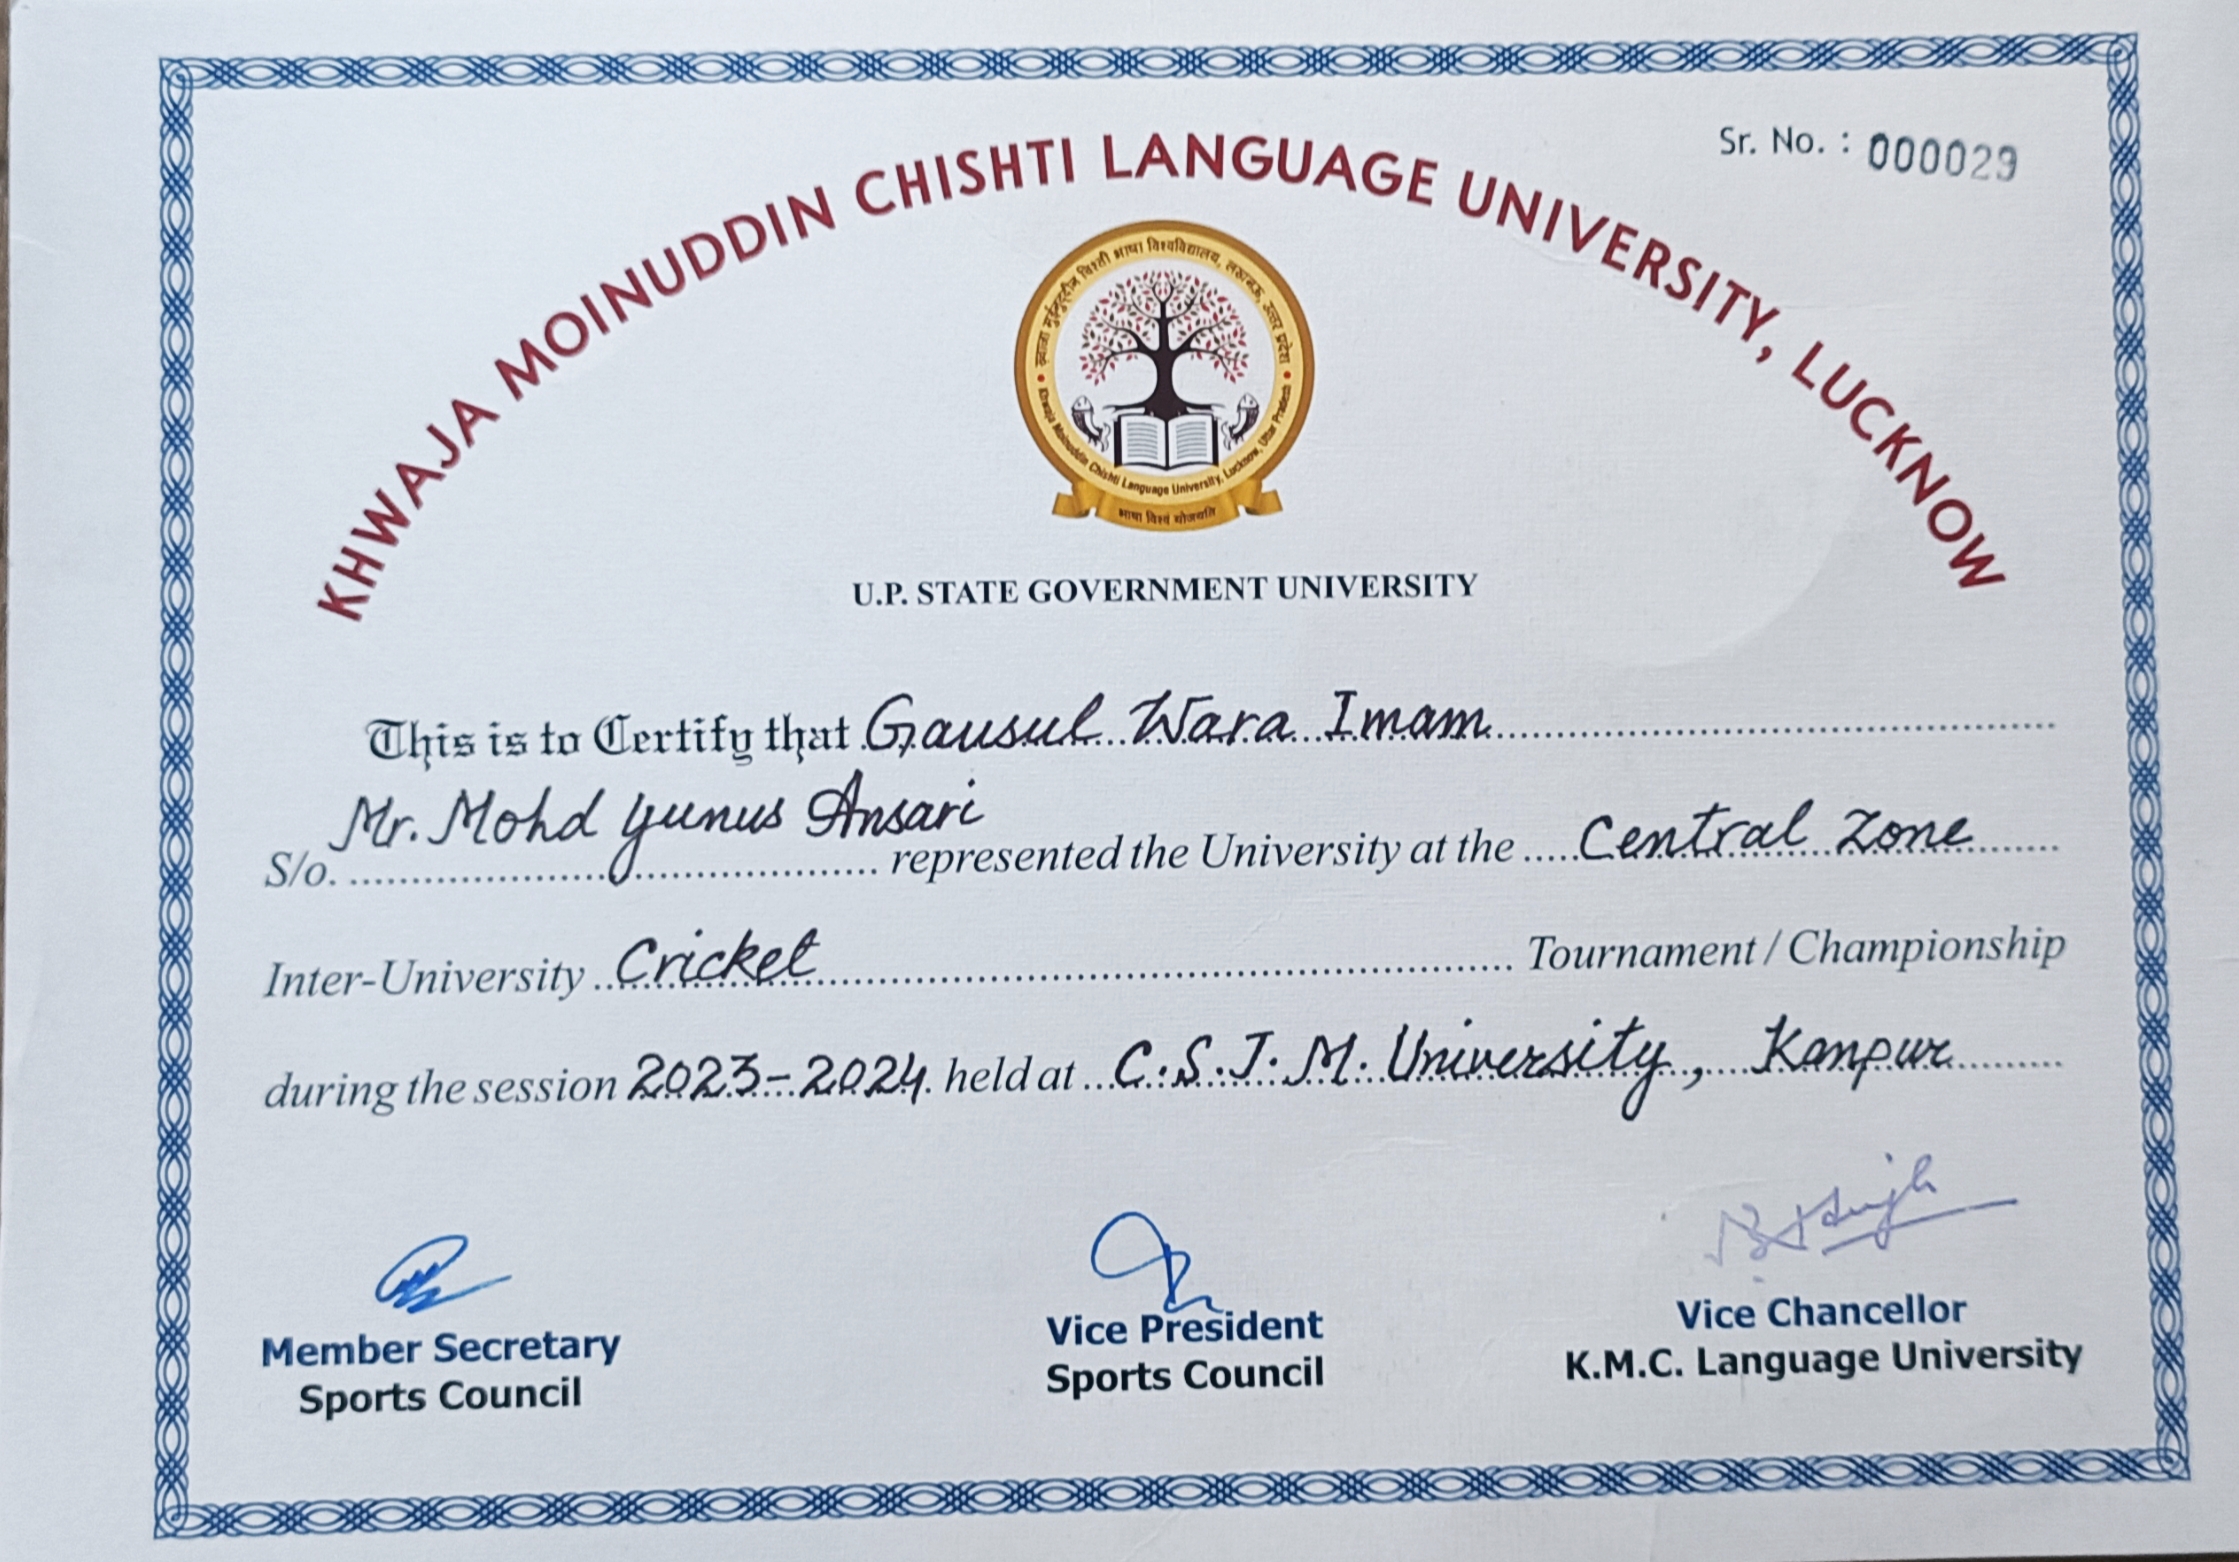 Sr. No. : 000029
KHWAJA MOINUDDIN CHISHTI LANGUAGE UNIVERSITY, LUCKNOW
ख्वाजा मुईनुद्दीन चिश्ती भाषा विश्वविद्यालय, लखनऊ, उत्तर प्रदेश
Khwaja Moinuddin Chishti Language University, Lucknow, Uttar Pradesh
भाषा विश्वं योजयति
U.P. STATE GOVERNMENT UNIVERSITY
This is to Certify that Gausul Wara Imam
S/o. Mr. Mohd Yunus Ansari represented the University at the Central Zone
Inter-University Cricket Tournament / Championship
during the session 2023-2024 held at C.S.J.M. University, Kanpur
Member Secretary
Sports Council
Vice President
Sports Council
Vice Chancellor
K.M.C. Language University